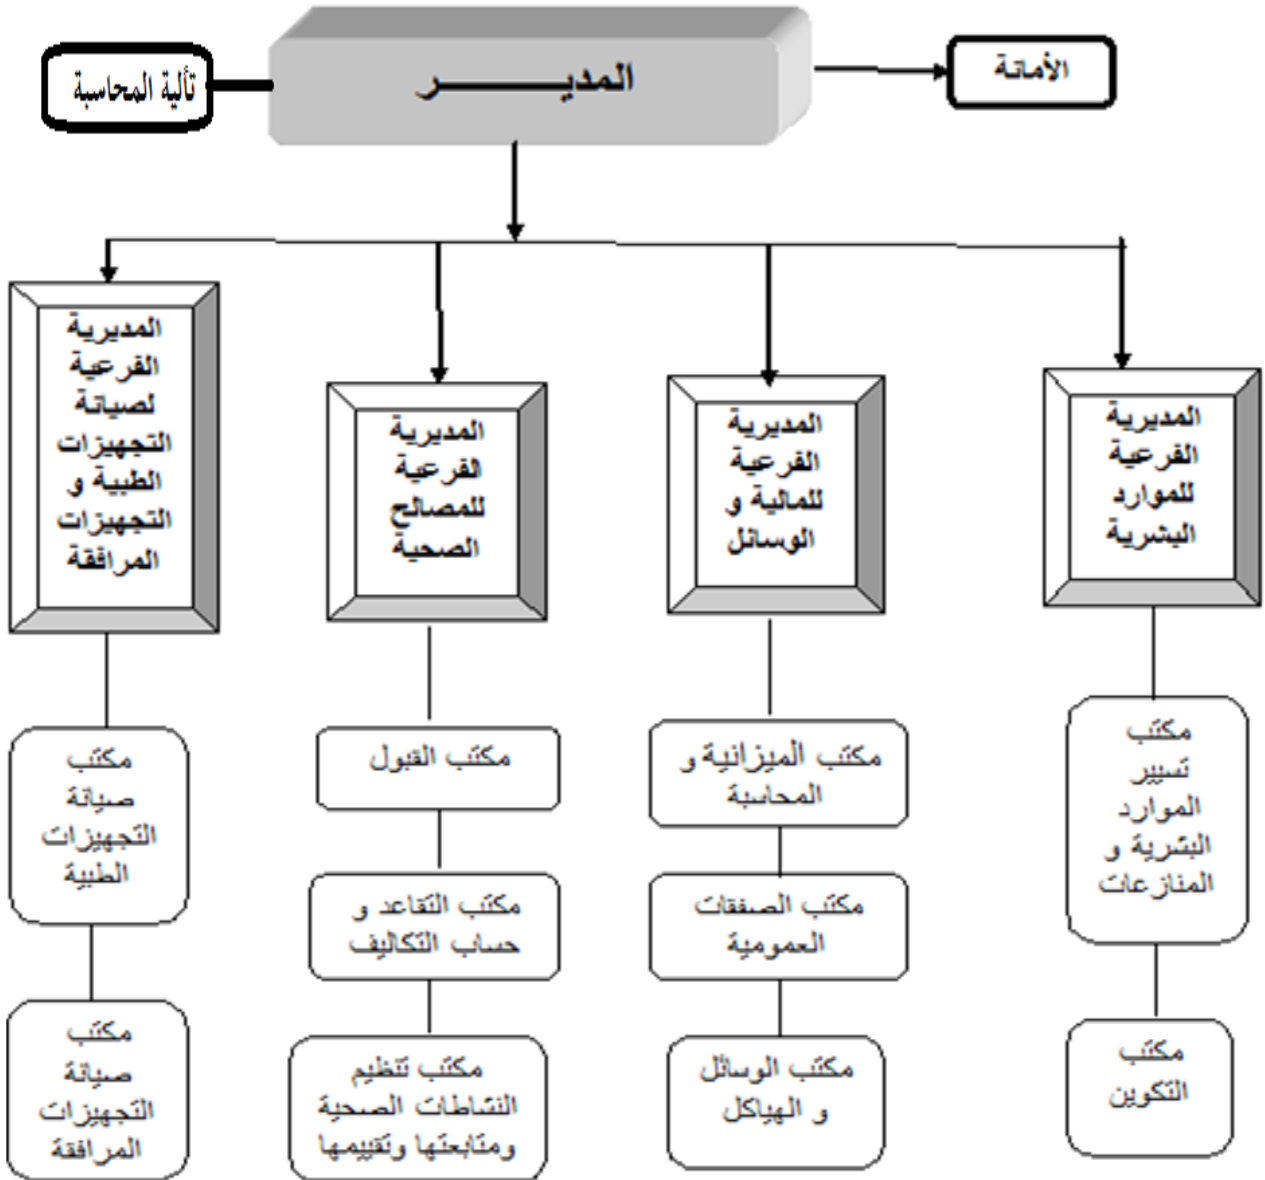 الأمانة
المديـــــــــر
تألية المحاسبة
المديرية
الفرعية
للموارد
البشرية
المديرية
الفرعية
للمالية و
الوسائل
المديرية
الفرعية
للمصالح
الصحية
المديرية
الفرعية
لصيانة
التجهيزات
الطبية و
التجهيزات
المرافقة
مكتب
تسيير
الموارد
البشرية و
المنازعات
مكتب
التكوين
مكتب الميزانية و
المحاسبة
مكتب الصفقات
العمومية
مكتب الوسائل
و الهياكل
مكتب القبول
مكتب التقاعد و
حساب التكاليف
مكتب تنظيم
النشاطات الصحية
ومتابعتها وتقييمها
مكتب
صيانة
التجهيزات
الطبية
مكتب
صيانة
التجهيزات
المرافقة